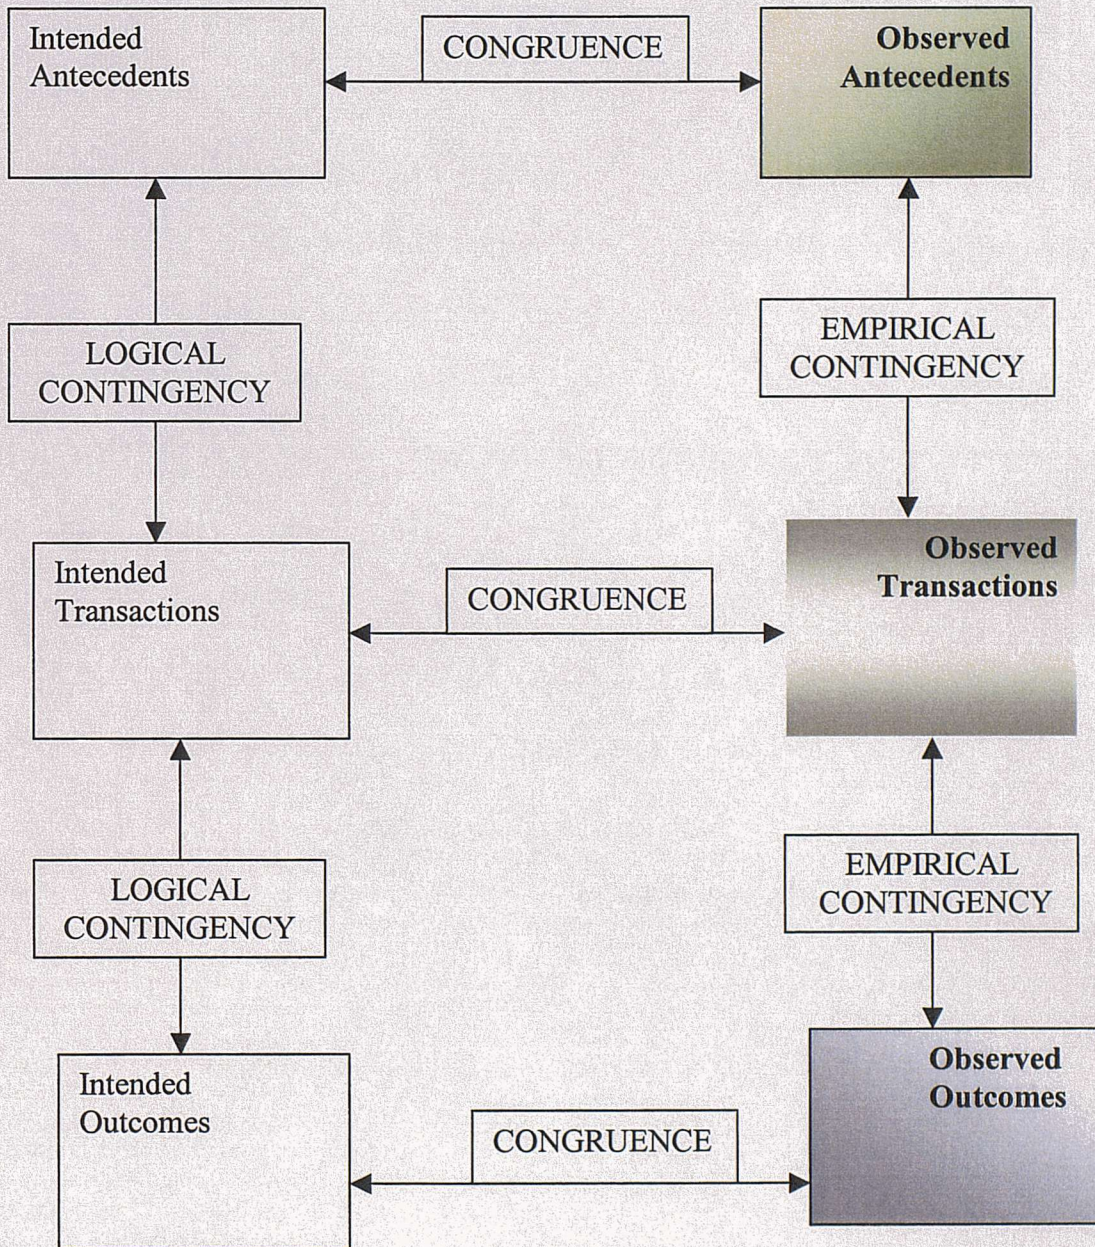 Intended
Antecedents
CONGRUENCE
Observed
Antecedents
LOGICAL
CONTINGENCY
EMPIRICAL
CONTINGENCY
Intended
Transactions
CONGRUENCE
Observed
Transactions
LOGICAL
CONTINGENCY
EMPIRICAL
CONTINGENCY
Intended
Outcomes
CONGRUENCE
Observed
Outcomes